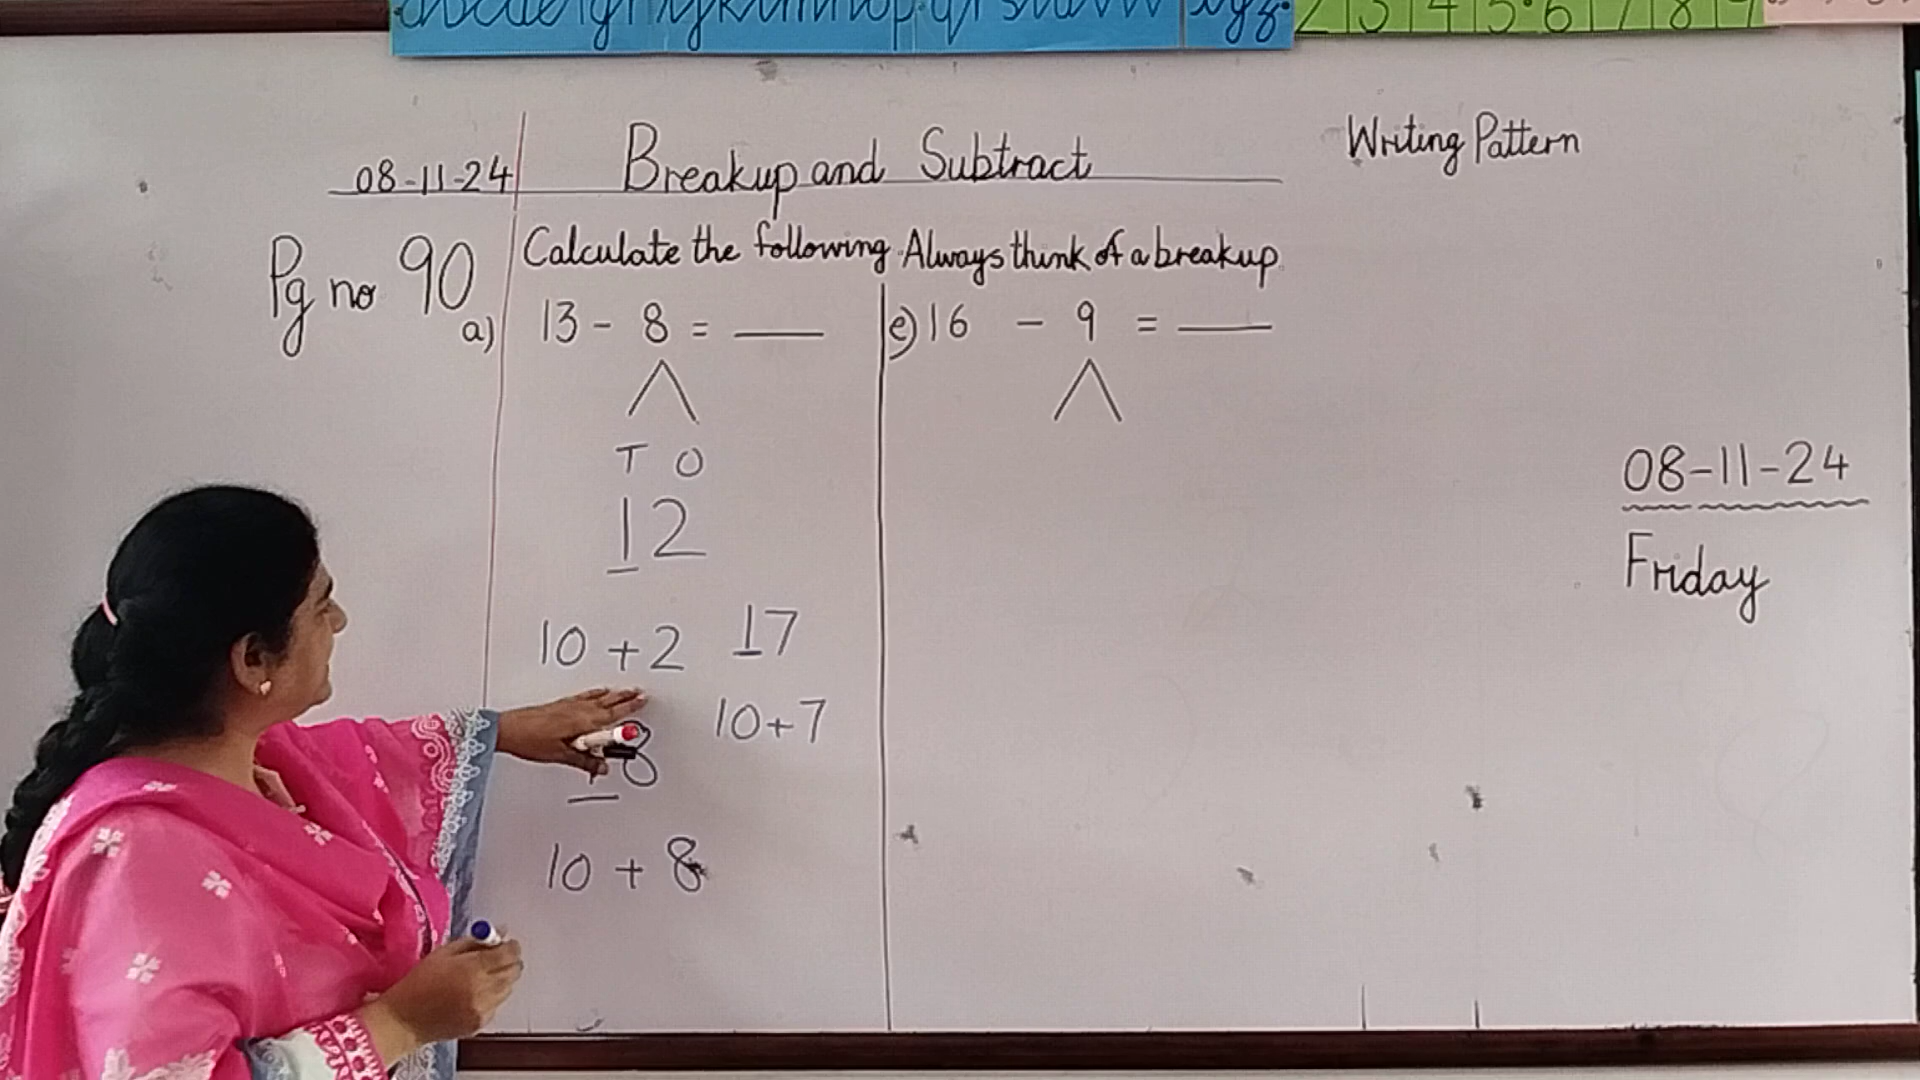 08-11-24 Breakup and Subtract
Writing Pattern
Pg no 90
Calculate the following. Always think of a breakup.
a) 13 - 8 = ___
e) 16 - 9 = ___
T O
12
10 + 2
17
10+7
18
10 + 8
08-11-24
Friday